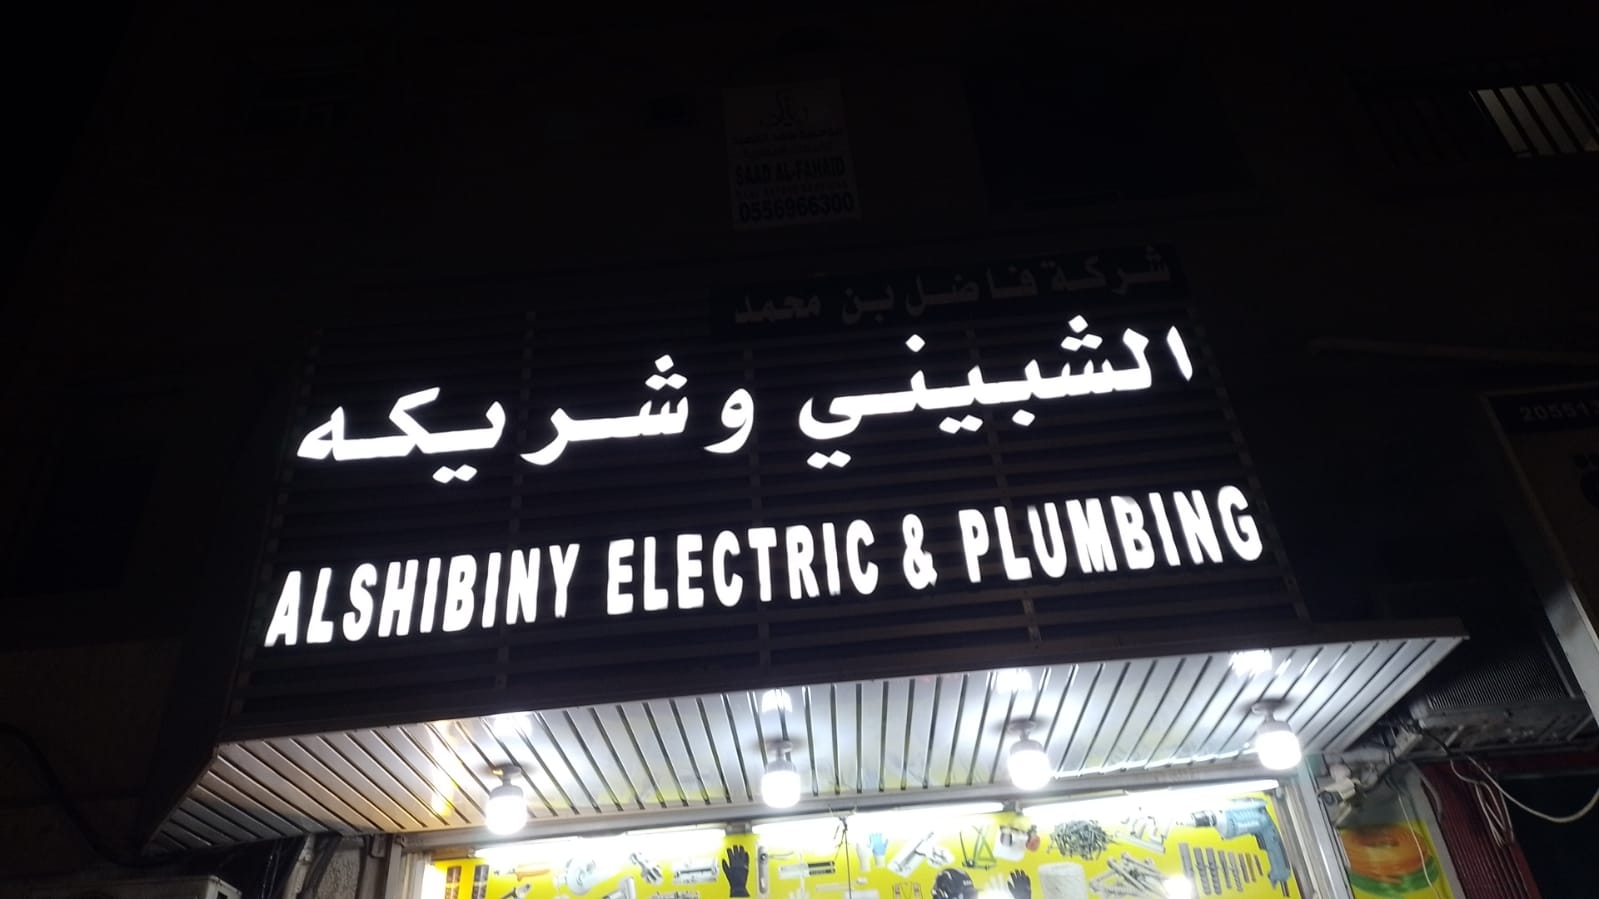 SAAD AL-FAHAID
0556966300
شركة فاضل بن محمد
الشبيني وشريكه
ALSHIBINY ELECTRIC & PLUMBING